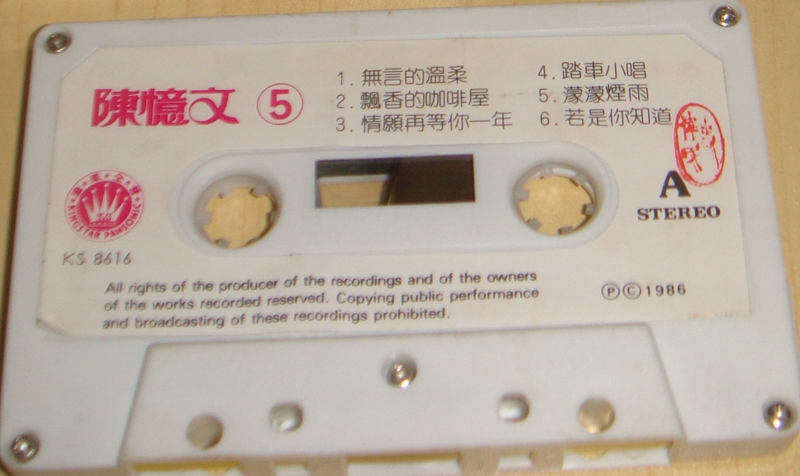 陳憶文 5
1. 無言的溫柔
2. 飄香的咖啡屋
3. 情願再等你一年
4. 踏車小唱
5. 濛濛煙雨
6. 若是你知道
A
STEREO
KINGSTAR PAWSONIC
KS 8616
All rights of the producer of the recordings and of the owners
of the works recorded reserved. Copying public performance
and broadcasting of these recordings prohibited.
Ⓟ©1986